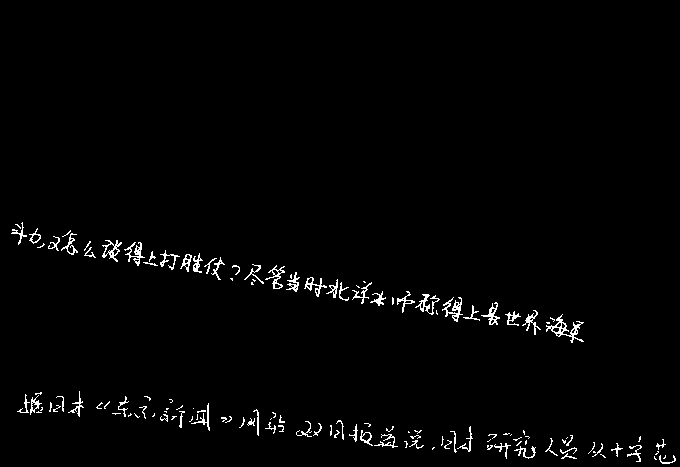 斗力,又怎么谈得上打胜仗?尽管当时北洋水师称得上是世界海军
据日本《东京新闻》网站22日报道说,日本研究人员从十字花